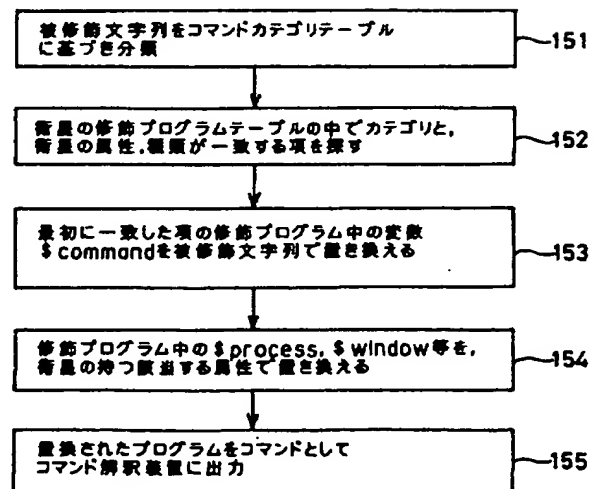 被修飾文字列をコマンドカテゴリテーブル
に基づき分類
151
衛星の修飾プログラムテーブルの中でカテゴリと,
衛星の属性,種類が一致する項を探す
152
最初に一致した項の修飾プログラム中の変数
$commandを被修飾文字列で置き換える
153
修飾プログラム中の$process, $window等を,
衛星の持つ該当する属性で置き換える
154
置換されたプログラムをコマンドとして
コマンド解釈装置に出力
155